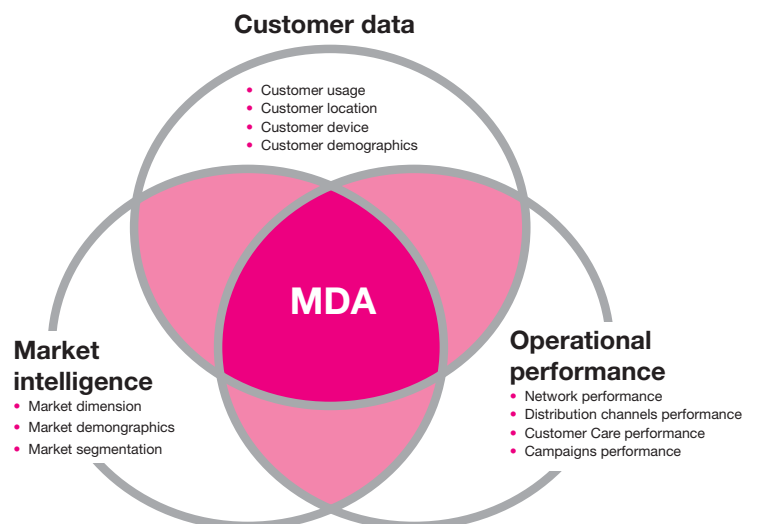 Customer data
• Customer usage
• Customer location
• Customer device
• Customer demographics
MDA
Market
intelligence
• Market dimension
• Market demongraphics
• Market segmentation
Operational
performance
• Network performance
• Distribution channels performance
• Customer Care performance
• Campaigns performance